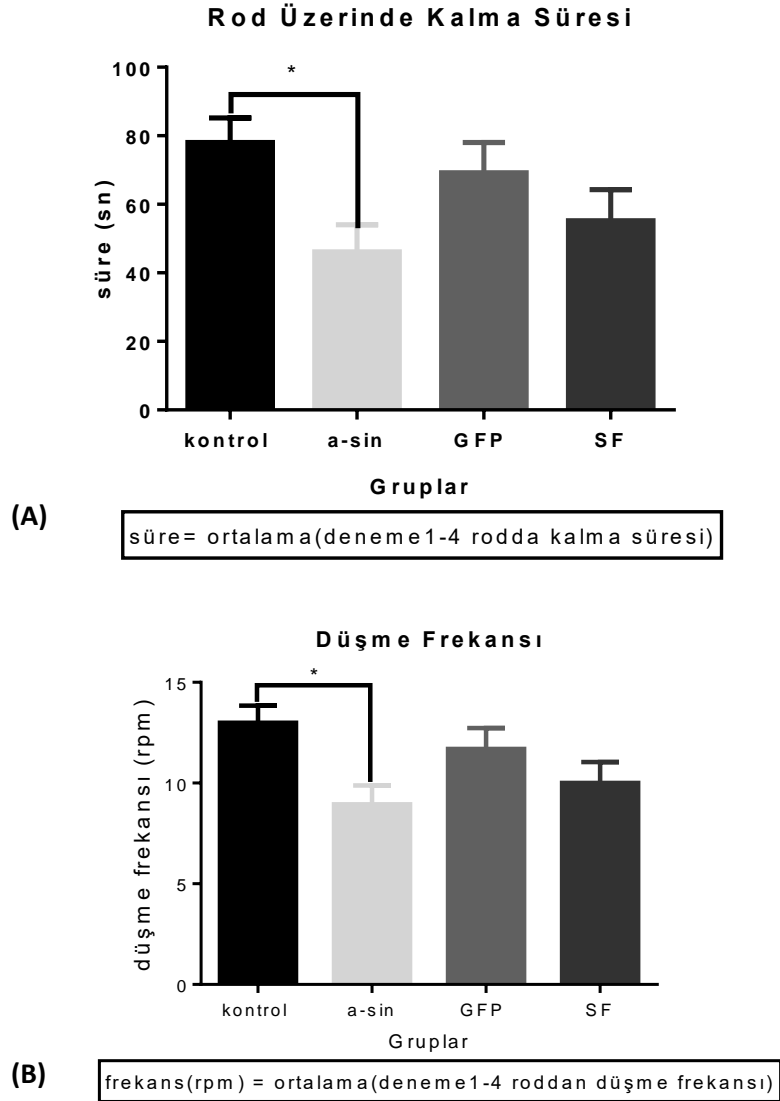 Rod Üzerinde Kalma Süresi
süre (sn)
100
80
60
40
20
0
*
kontrol a-sin GFP SF
Gruplar
(A)
süre= ortalama(deneme1-4 rodda kalma süresi)
Düşme Frekansı
düşme frekansı (rpm)
15
10
5
0
*
kontrol a-sin GFP SF
Gruplar
(B)
frekans(rpm) = ortalama(deneme1-4 roddan düşme frekansı)